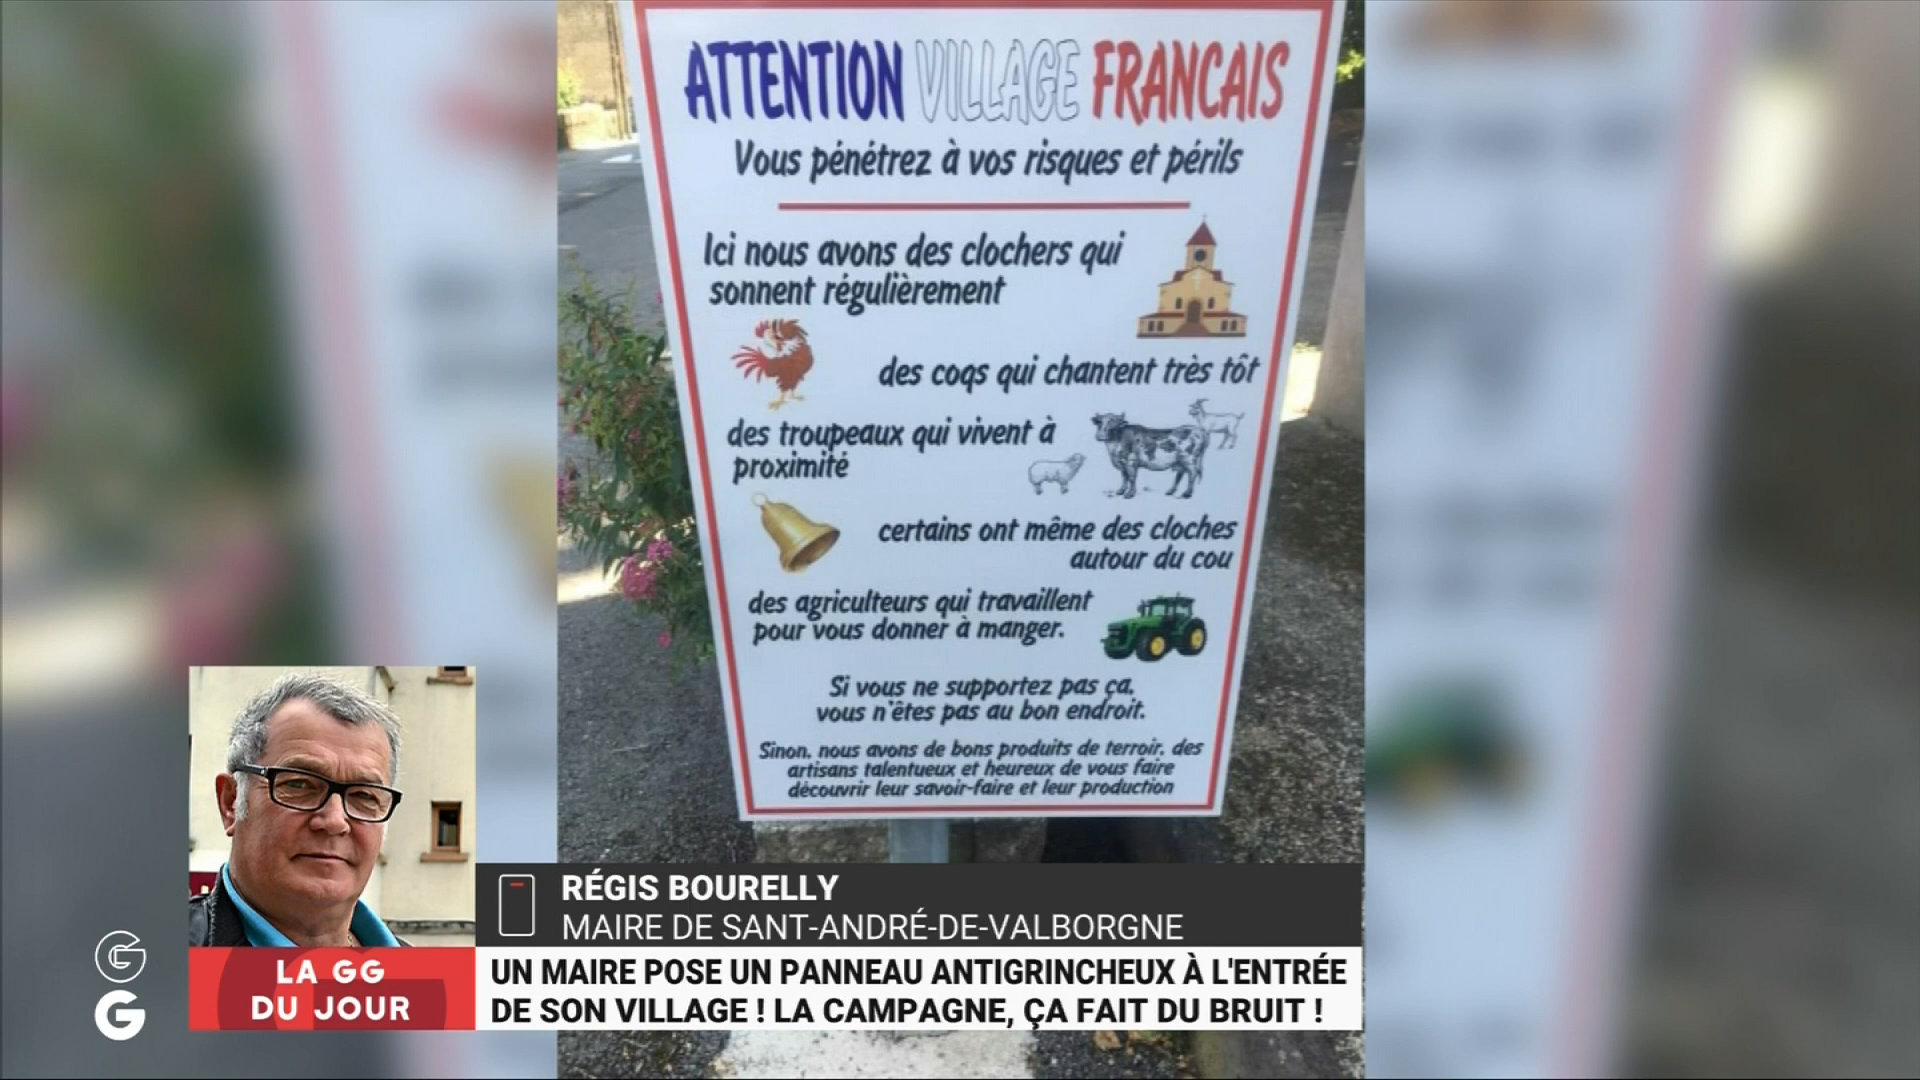 ATTENTION VILLAGE FRANCAIS
Vous pénétrez à vos risques et périls
Ici nous avons des clochers qui
sonnent régulièrement
des coqs qui chantent très tôt
des troupeaux qui vivent à
proximité
certains ont même des cloches
autour du cou
des agriculteurs qui travaillent
pour vous donner à manger.
Si vous ne supportez pas ça,
vous n'êtes pas au bon endroit.
Sinon, nous avons de bons produits de terroir, des
artisans talentueux et heureux de vous faire
découvrir leur savoir-faire et leur production
RÉGIS BOURELLY
MAIRE DE SANT-ANDRÉ-DE-VALBORGNE
G
G
LA GG
DU JOUR
UN MAIRE POSE UN PANNEAU ANTIGRINCHEUX À L'ENTRÉE
DE SON VILLAGE ! LA CAMPAGNE, ÇA FAIT DU BRUIT !